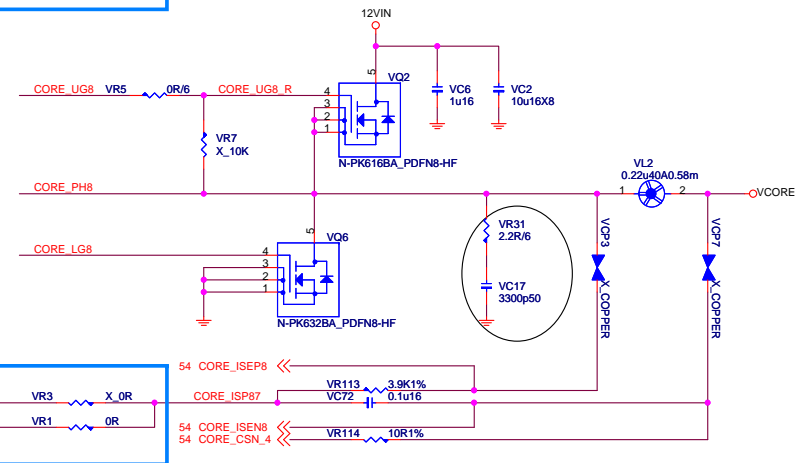 12VIN
5
VQ2
CORE_UG8 VR5 0R/6 CORE_UG8_R 4
3
2
1
VC6
1u16
VC2
10u16X8
VR7
X_10K
N-PK616BA_PDFN8-HF
VL2
0.22u40A0.58m
CORE_PH8
1 2
VCORE
5
VQ6
CORE_LG8 4
3
2
1
VR31
2.2R/6
VC17
3300p50
VCP3
X_COPPER
VCP7
X_COPPER
N-PK632BA_PDFN8-HF
54 CORE_ISEP8
VR113 3.9K1%
VR3 X_0R CORE_ISP87 VC72 0.1u16
VR1 0R
54 CORE_ISEN8
54 CORE_CSN_4 VR114 10R1%